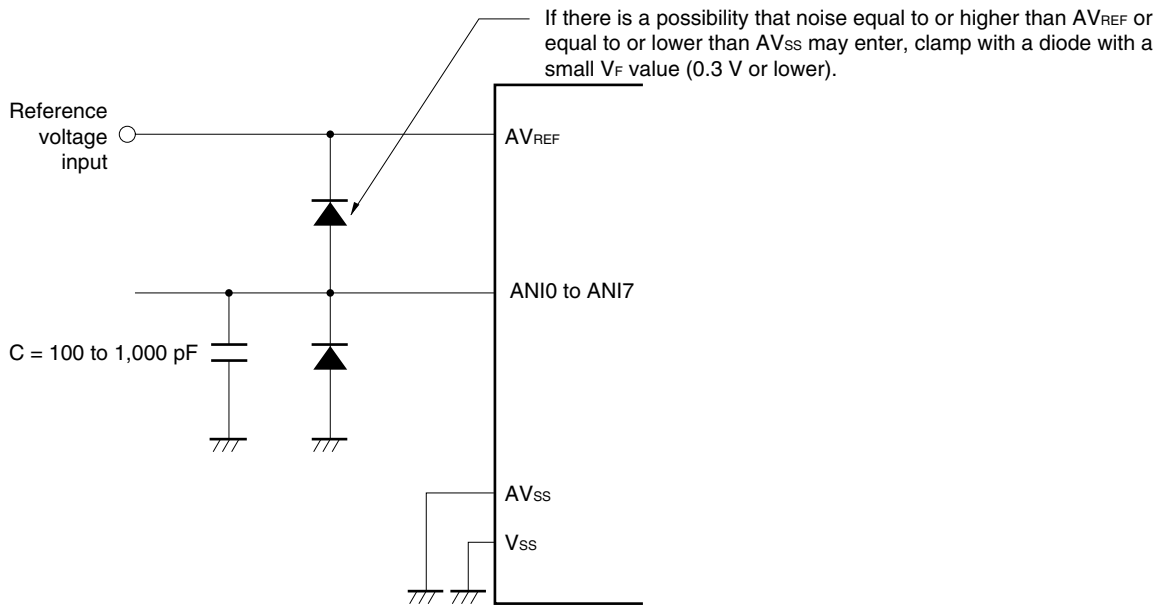 If there is a possibility that noise equal to or higher than AVREF or
equal to or lower than AVSS may enter, clamp with a diode with a
small VF value (0.3 V or lower).
Reference
voltage
input
AVREF
ANI0 to ANI7
C = 100 to 1,000 pF
AVSS
VSS